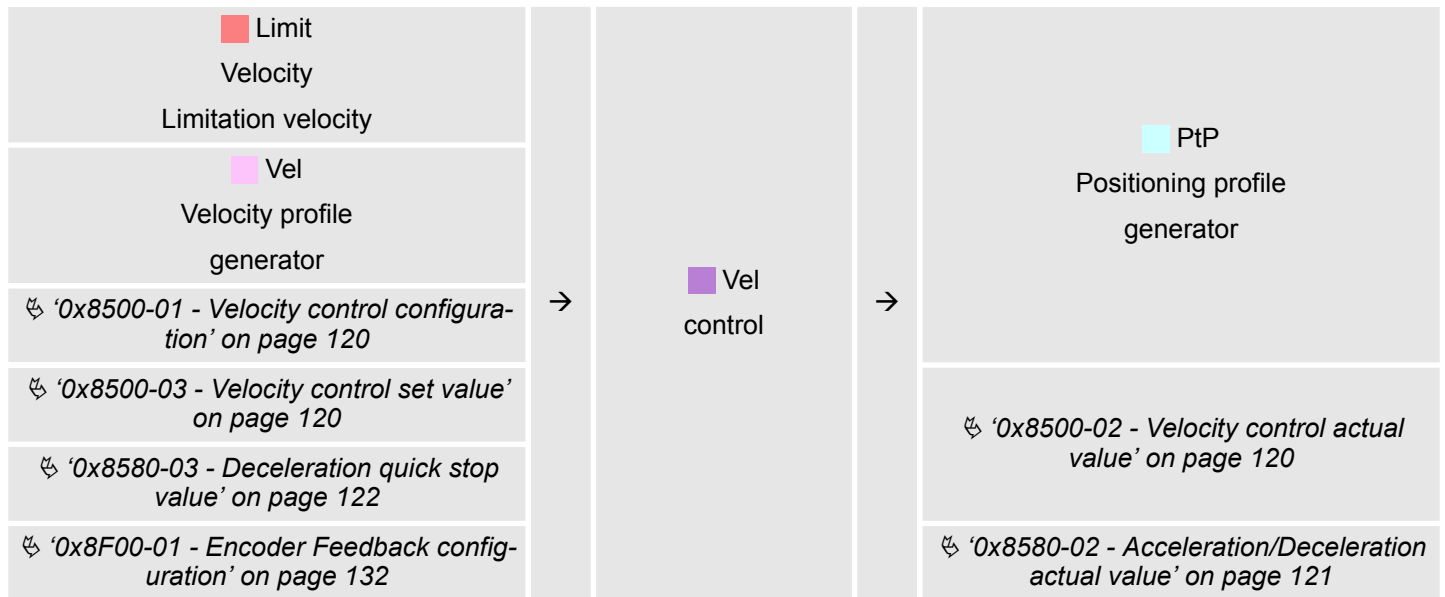 Limit
Velocity
Limitation velocity
Vel
Velocity profile
generator
↳ '0x8500-01 - Velocity control configura-
tion' on page 120
↳ '0x8500-03 - Velocity control set value'
on page 120
↳ '0x8580-03 - Deceleration quick stop
value' on page 122
↳ '0x8F00-01 - Encoder Feedback config-
uration' on page 132
→
Vel
control
→
PtP
Positioning profile
generator
↳ '0x8500-02 - Velocity control actual
value' on page 120
↳ '0x8580-02 - Acceleration/Deceleration
actual value' on page 121